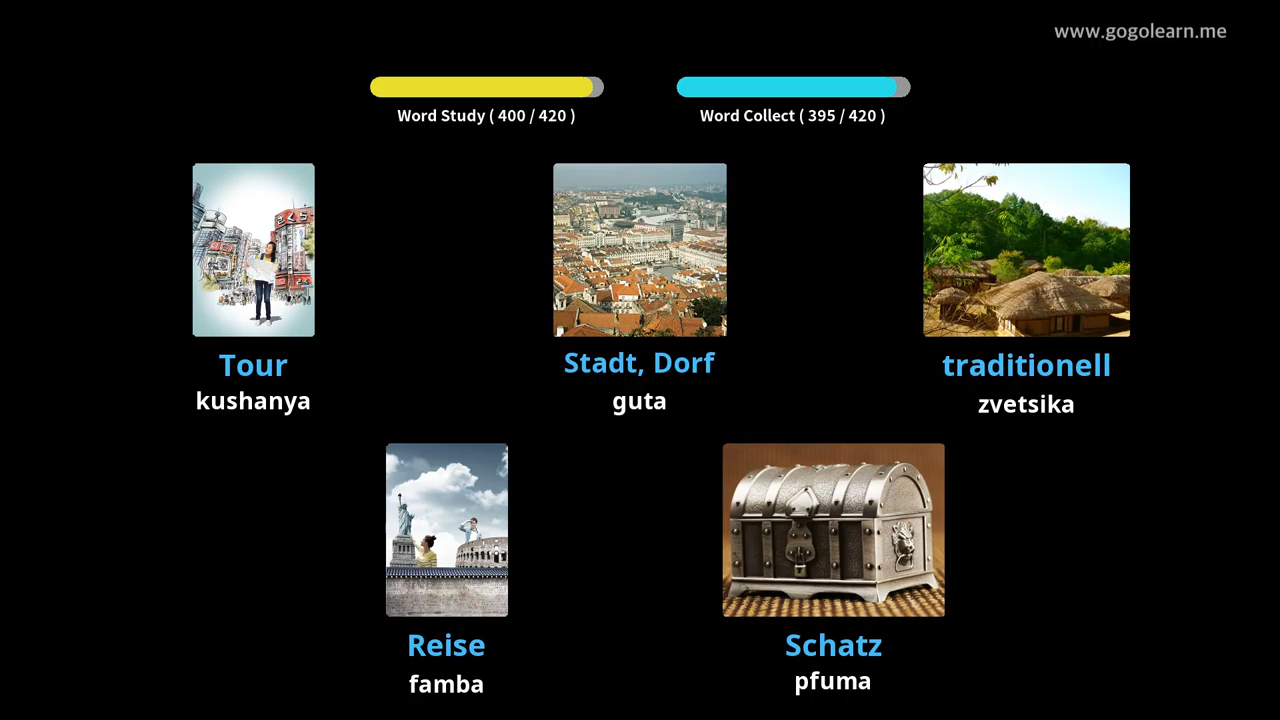 www.gogolearn.me
Word Study ( 400 / 420 )
Word Collect ( 395 / 420 )
Tour
kushanya
Stadt, Dorf
guta
traditionell
zvetsika
Reise
famba
Schatz
pfuma